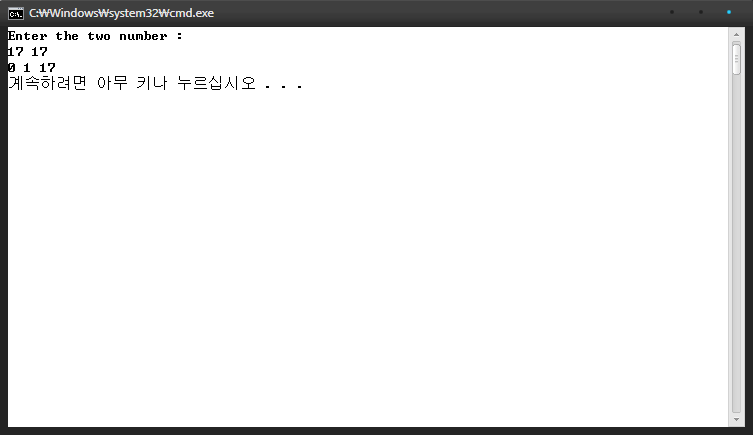 C:₩Windows₩system32₩cmd.exe
Enter the two number :
17 17
0 1 17
계속하려면 아무 키나 누르십시오 . . .